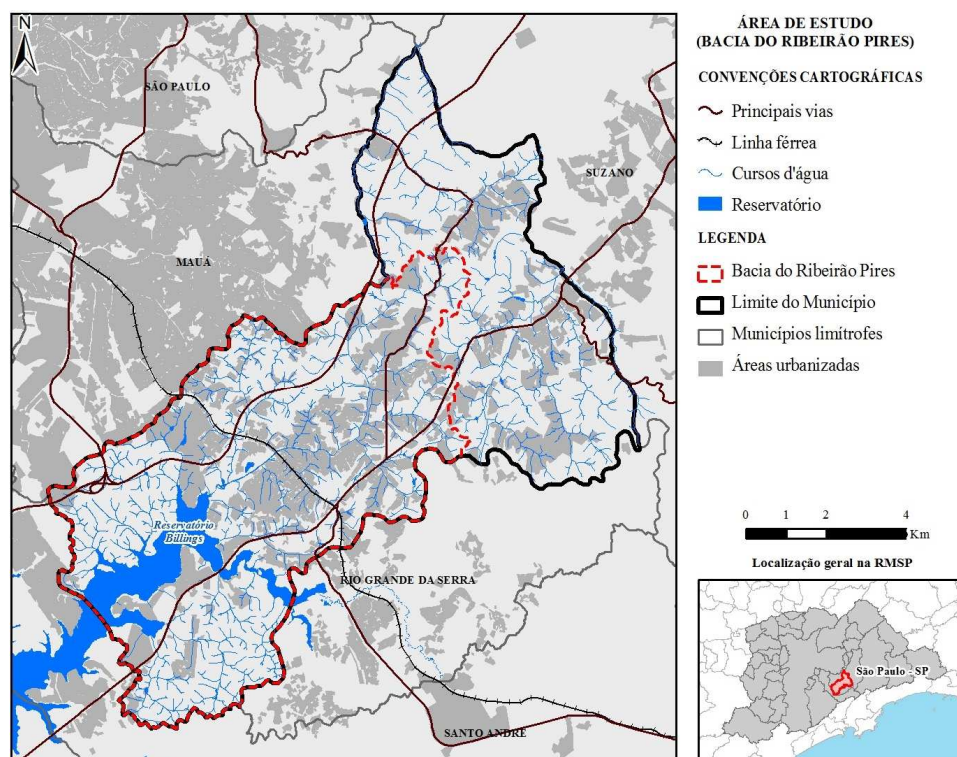 N
SÃO PAULO
SUZANO
MAUÁ
Reservatório
Billings
RIO GRANDE DA SERRA
SANTO ANDRÉ
ÁREA DE ESTUDO
(BACIA DO RIBEIRÃO PIRES)
CONVENÇÕES CARTOGRÁFICAS
Principais vias
Linha férrea
Cursos d'água
Reservatório
LEGENDA
Bacia do Ribeirão Pires
Limite do Município
Municípios limítrofes
Áreas urbanizadas
0 1 2 4
Km
Localização geral na RMSP
São Paulo - SP